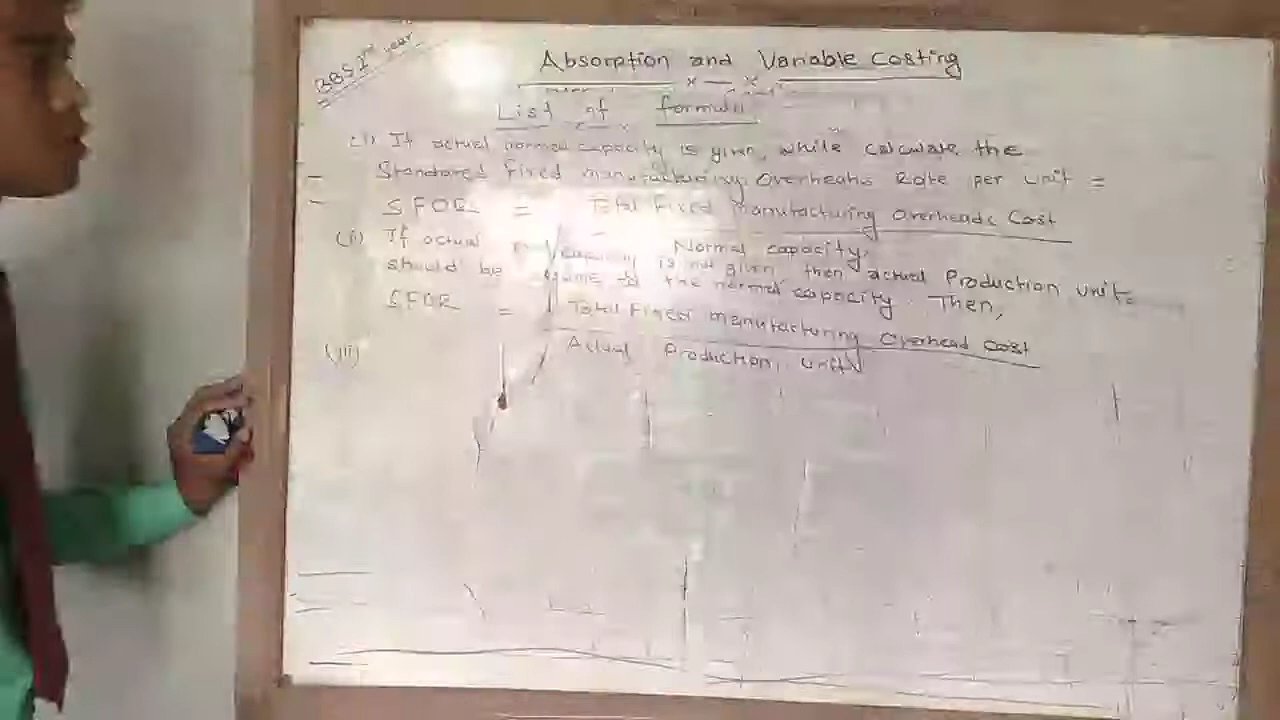 BBS 1st year
Absorption and Variable Costing
List of formula
(i) If actual normal capacity is given, while calculate the
Standared fixed manufacturing Overheads Rate per unit =
SFOR = Total fixed manufacturing Overheads Cost
Normal capacity,
(ii) If actual capacity is not given then actual Production units
should be to the normal capacity. Then,
SFOR = Total Fixed manufacturing Overhead Cost
Actual Production, units
(iii)